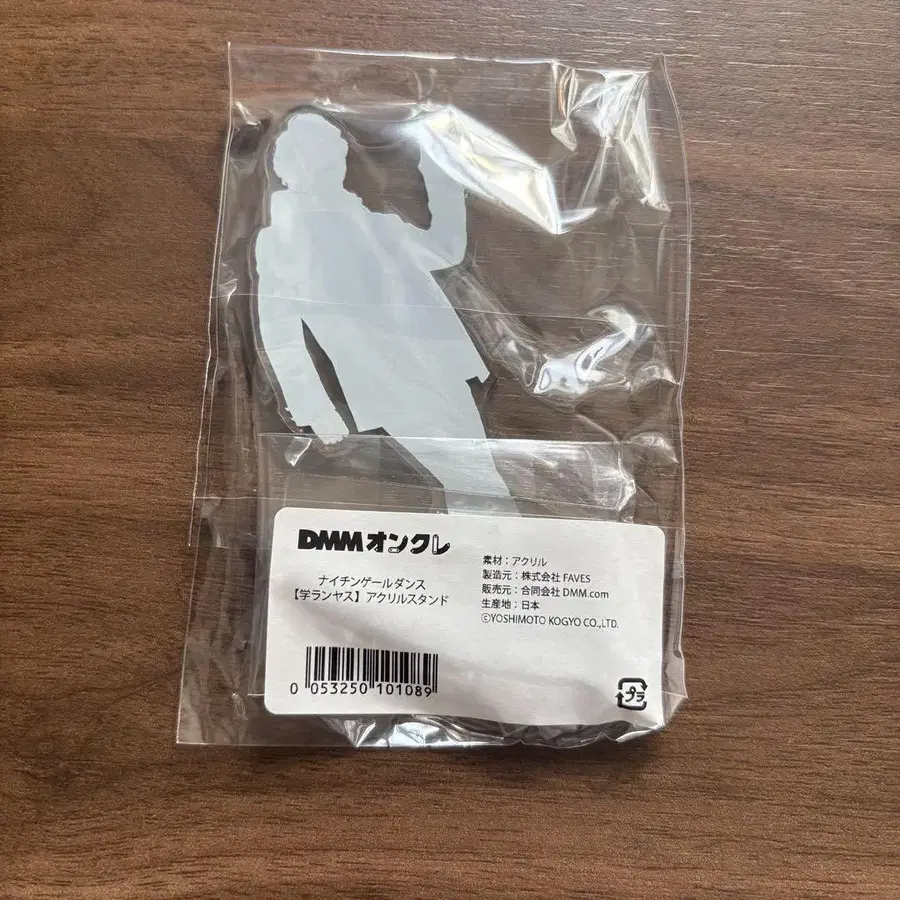 DMMオンクレ
ナイチンゲールダンス
【学ランヤス】アクリルスタンド
0 053250 101089
素材：アクリル
製造元：株式会社 FAVES
販売元：合同会社 DMM.com
生産地：日本
©YOSHIMOTO KOGYO CO.,LTD.
プラ